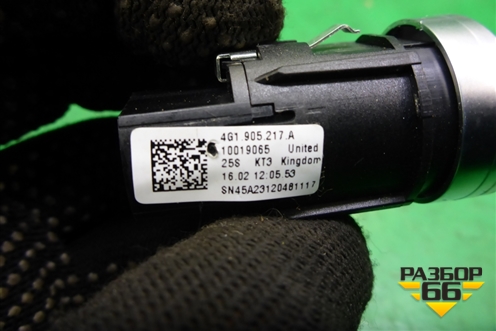 4G1.905.217.A
10019065 United
25S KT3 Kingdom
16.02 12:05.53
SN45A23120481117
РАЗБОР
66